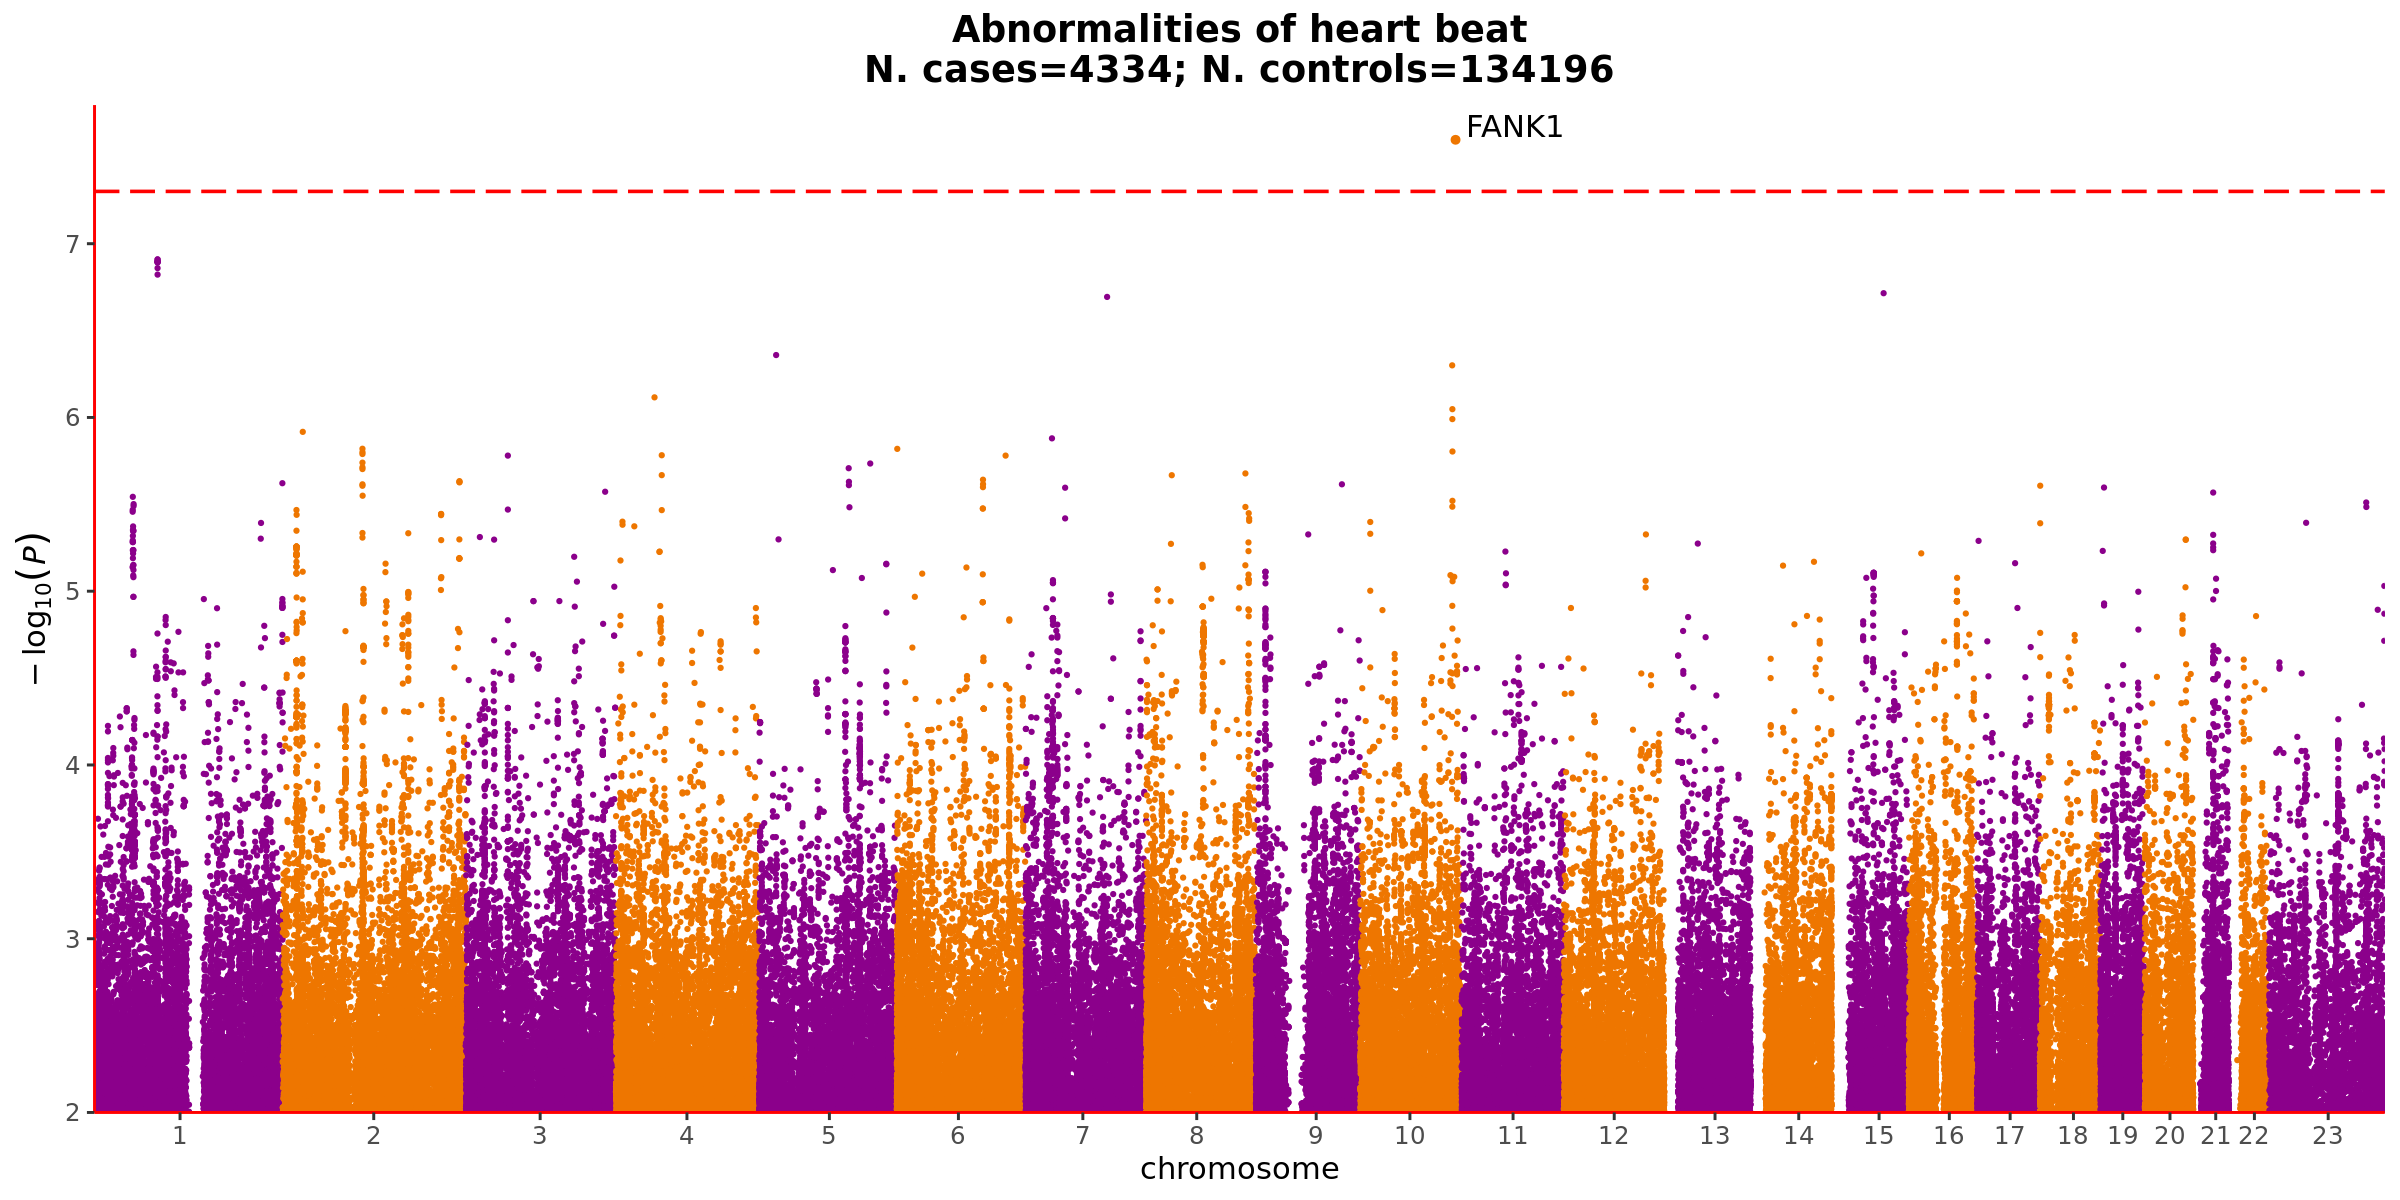 Abnormalities of heart beat
N. cases=4334; N. controls=134196
FANK1
7
6
5
4
3
2
−log₁₀(P)
1 2 3 4 5 6 7 8 9 10 11 12 13 14 15 16 17 18 19 20 21 22 23
chromosome